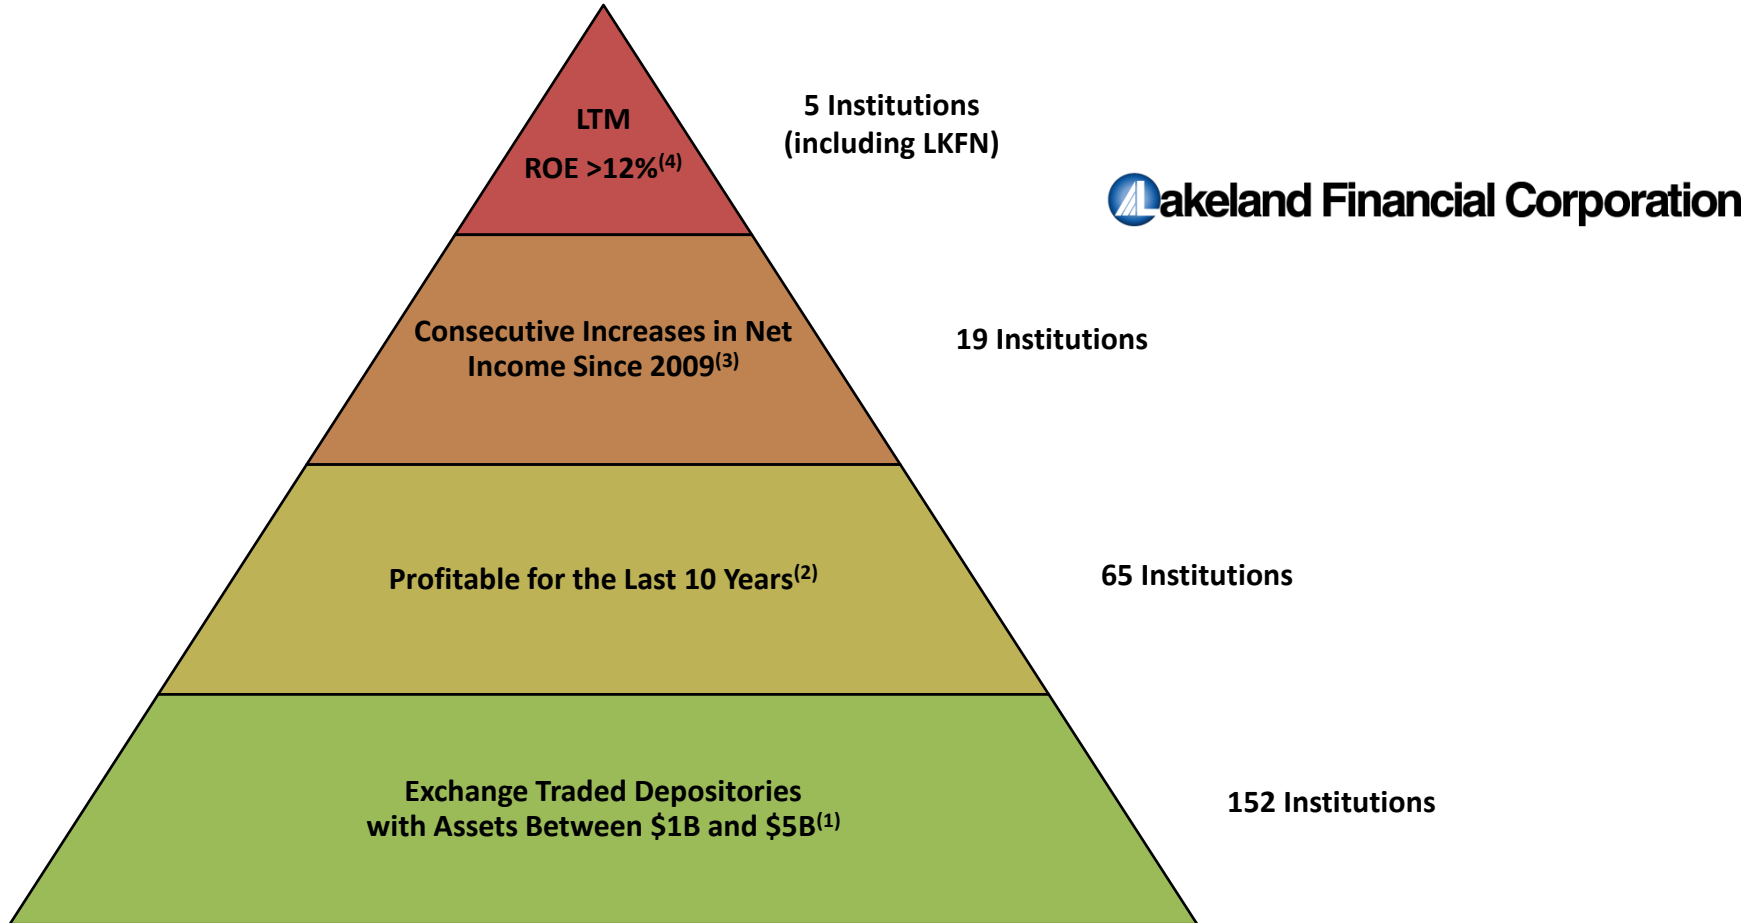 LTM
ROE >12%(4)
5 Institutions
(including LKFN)
Lakeland Financial Corporation
Consecutive Increases in Net
Income Since 2009(3)
19 Institutions
Profitable for the Last 10 Years(2)
65 Institutions
Exchange Traded Depositories
with Assets Between $1B and $5B(1)
152 Institutions